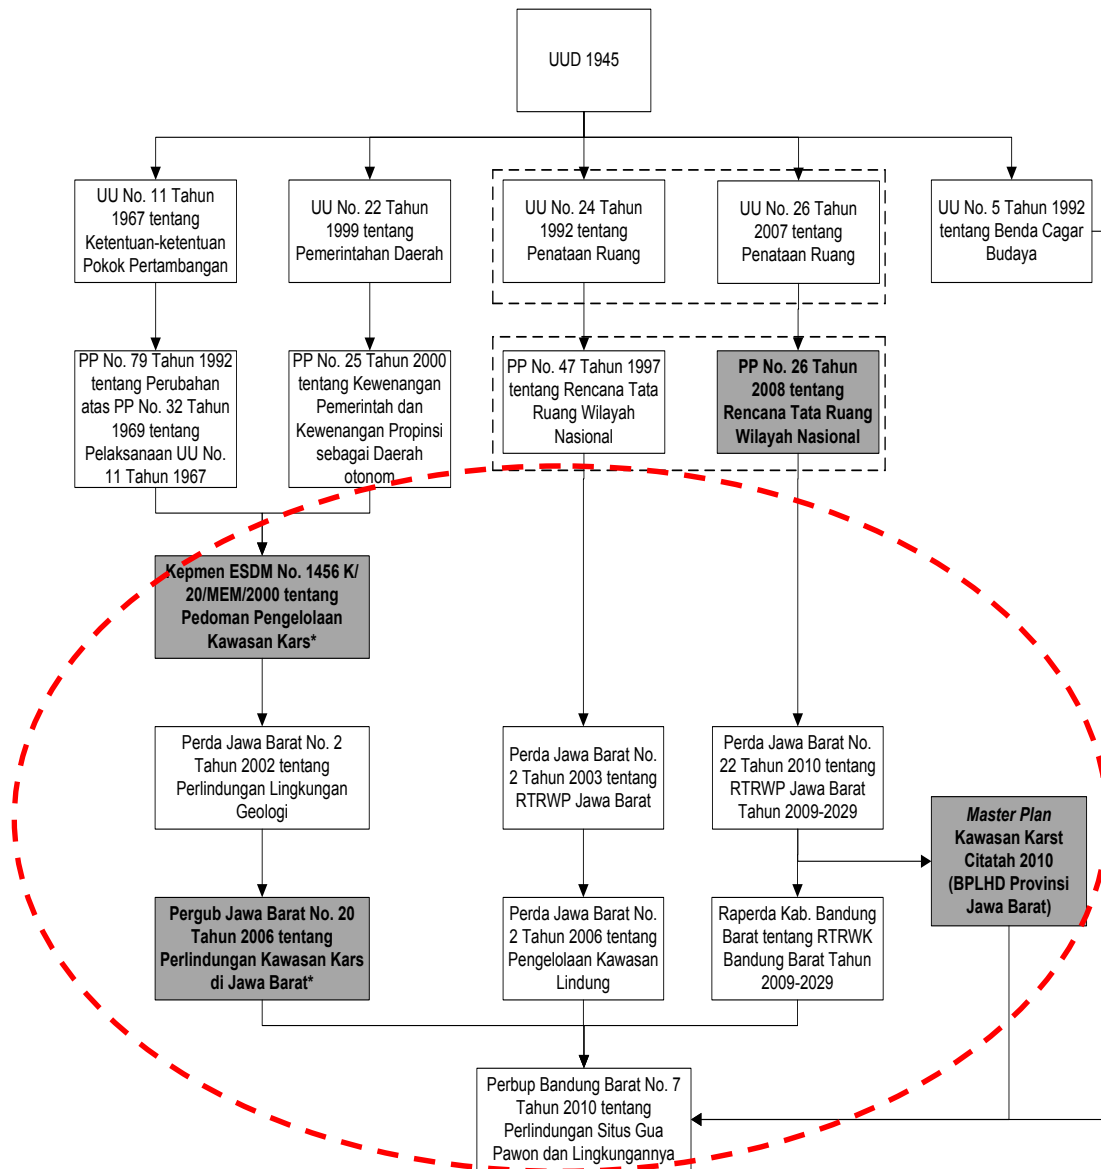 UUD 1945
UU No. 11 Tahun
1967 tentang
Ketentuan-ketentuan
Pokok Pertambangan
UU No. 22 Tahun
1999 tentang
Pemerintahan Daerah
UU No. 24 Tahun
1992 tentang
Penataan Ruang
UU No. 26 Tahun
2007 tentang
Penataan Ruang
UU No. 5 Tahun 1992
tentang Benda Cagar
Budaya
PP No. 79 Tahun 1992
tentang Perubahan
atas PP No. 32 Tahun
1969 tentang
Pelaksanaan UU No.
11 Tahun 1967
PP No. 25 Tahun 2000
tentang Kewenangan
Pemerintah dan
Kewenangan Propinsi
sebagai Daerah
otonom
PP No. 47 Tahun 1997
tentang Rencana Tata
Ruang Wilayah
Nasional
PP No. 26 Tahun
2008 tentang
Rencana Tata Ruang
Wilayah Nasional
Kepmen ESDM No. 1456 K/
20/MEM/2000 tentang
Pedoman Pengelolaan
Kawasan Kars*
Perda Jawa Barat No. 2
Tahun 2002 tentang
Perlindungan Lingkungan
Geologi
Perda Jawa Barat No.
2 Tahun 2003 tentang
RTRWP Jawa Barat
Perda Jawa Barat No.
22 Tahun 2010 tentang
RTRWP Jawa Barat
Tahun 2009-2029
Master Plan
Kawasan Karst
Citatah 2010
(BPLHD Provinsi
Jawa Barat)
Pergub Jawa Barat No. 20
Tahun 2006 tentang
Perlindungan Kawasan Kars
di Jawa Barat*
Perda Jawa Barat No.
2 Tahun 2006 tentang
Pengelolaan Kawasan
Lindung
Raperda Kab. Bandung
Barat tentang RTRWK
Bandung Barat Tahun
2009-2029
Perbup Bandung Barat No. 7
Tahun 2010 tentang
Perlindungan Situs Gua
Pawon dan Lingkungannya